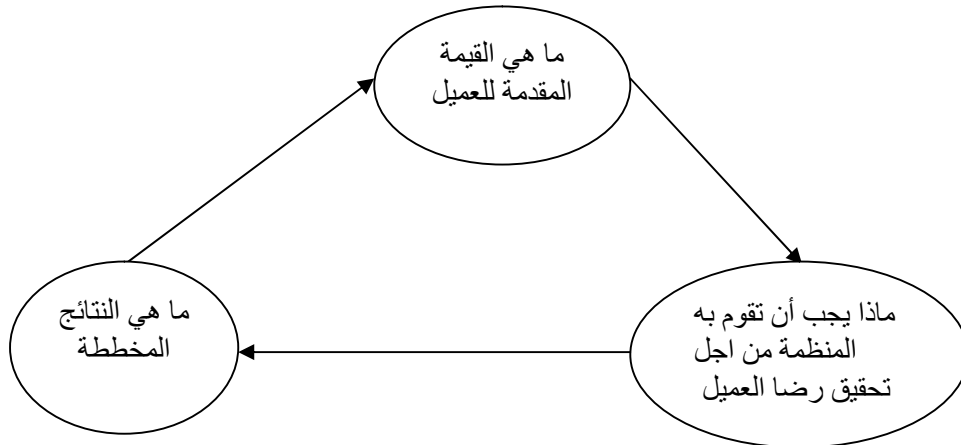 ما هي القيمة
المقدمة للعميل
ماذا يجب أن تقوم به
المنظمة من اجل
تحقيق رضا العميل
ما هي النتائج
المخططة